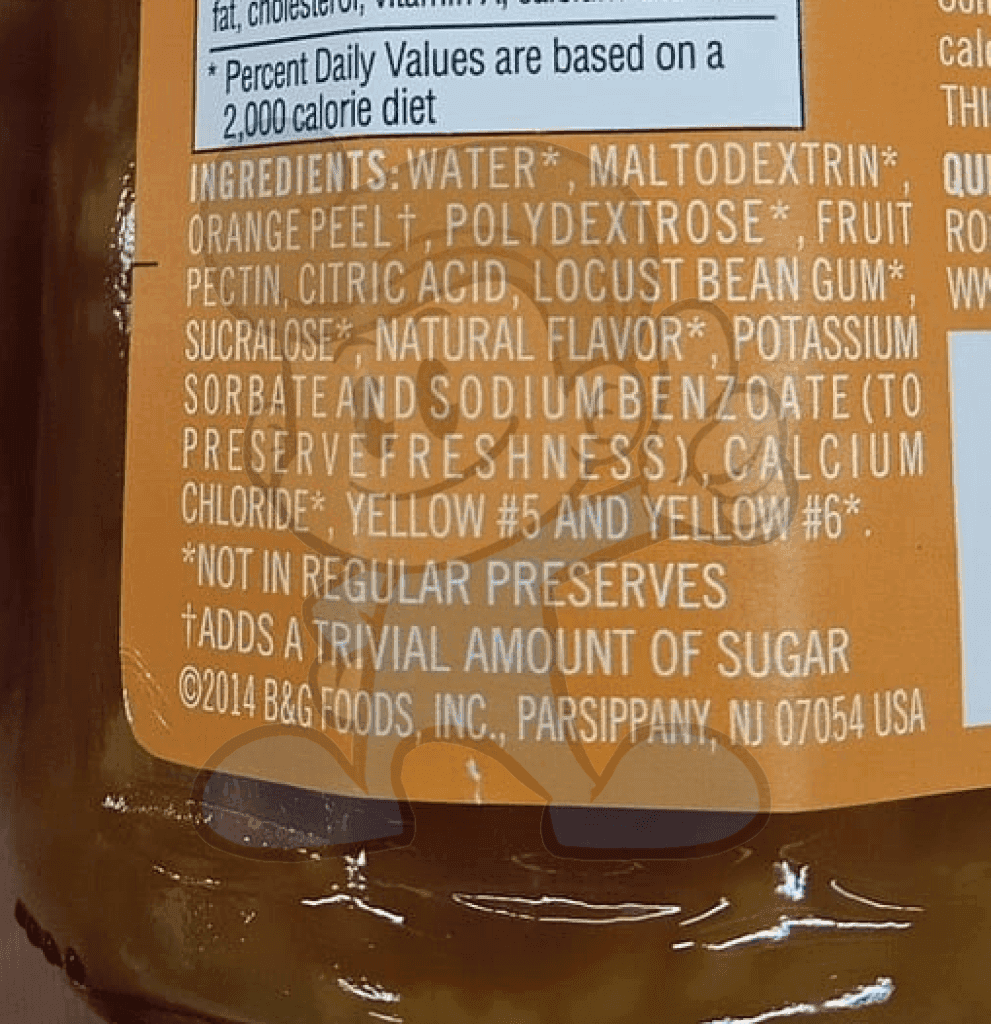 fat, cholesterol,
* Percent Daily Values are based on a
2,000 calorie diet
INGREDIENTS: WATER*, MALTODEXTRIN*,
ORANGE PEEL†, POLYDEXTROSE*, FRUIT
PECTIN, CITRIC ACID, LOCUST BEAN GUM*,
SUCRALOSE*, NATURAL FLAVOR*, POTASSIUM
SORBATE AND SODIUM BENZOATE (TO
PRESERVE FRESHNESS), CALCIUM
CHLORIDE*, YELLOW #5 AND YELLOW #6*.
*NOT IN REGULAR PRESERVES
†ADDS A TRIVIAL AMOUNT OF SUGAR
©2014 B&G FOODS, INC., PARSIPPANY, NJ 07054 USA